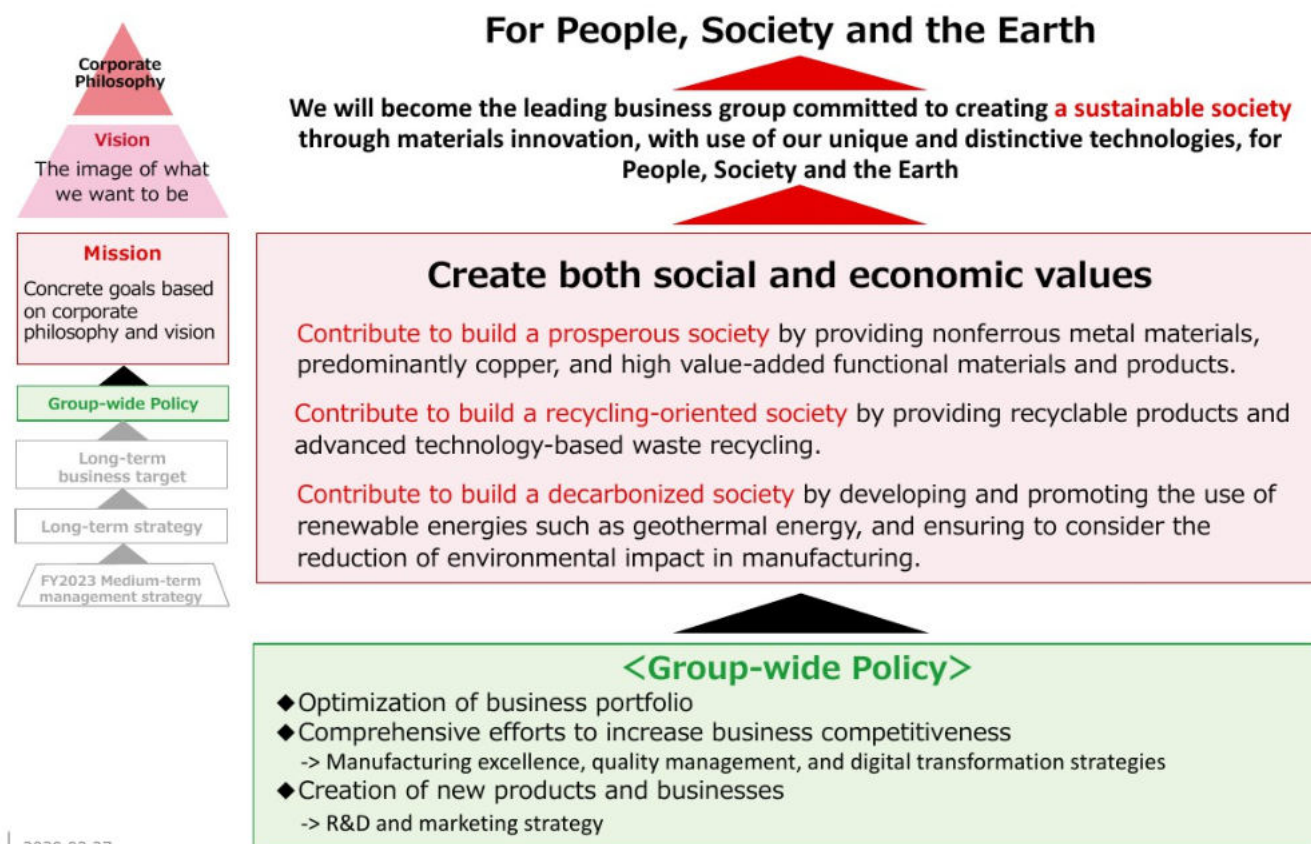 Corporate
Philosophy
Vision
The image of what
we want to be
Mission
Concrete goals based
on corporate
philosophy and vision
Group-wide Policy
Long-term
business target
Long-term strategy
FY2023 Medium-term
management strategy
For People, Society and the Earth
We will become the leading business group committed to creating a sustainable society
through materials innovation, with use of our unique and distinctive technologies, for
People, Society and the Earth
Create both social and economic values
Contribute to build a prosperous society by providing nonferrous metal materials,
predominantly copper, and high value-added functional materials and products.
Contribute to build a recycling-oriented society by providing recyclable products and
advanced technology-based waste recycling.
Contribute to build a decarbonized society by developing and promoting the use of
renewable energies such as geothermal energy, and ensuring to consider the
reduction of environmental impact in manufacturing.
<Group-wide Policy>
◆Optimization of business portfolio
◆Comprehensive efforts to increase business competitiveness
-> Manufacturing excellence, quality management, and digital transformation strategies
◆Creation of new products and businesses
-> R&D and marketing strategy